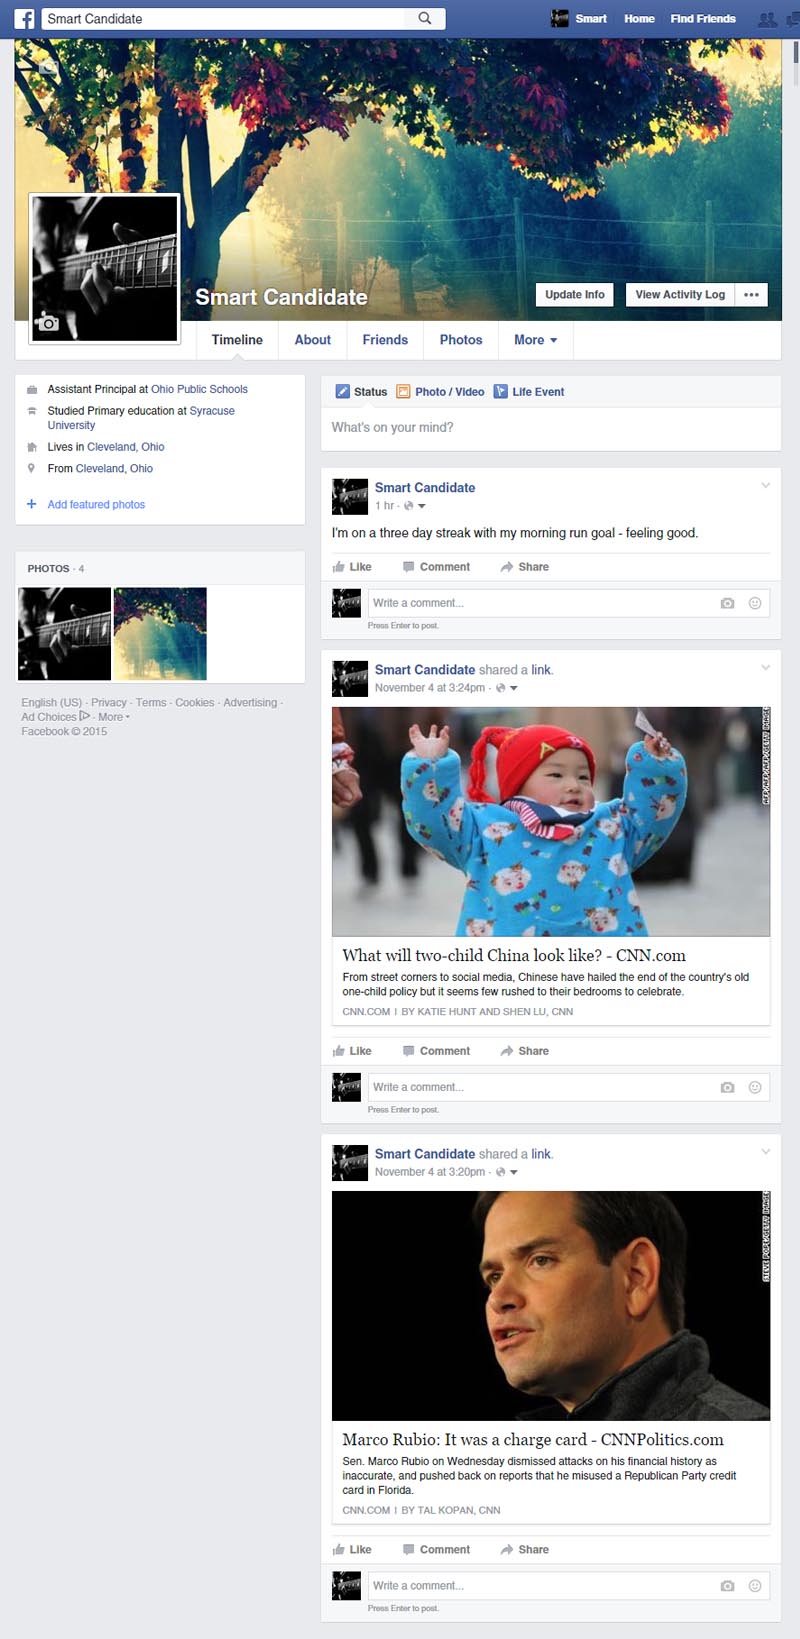 f Smart Candidate
Smart Home Find Friends
Smart Candidate
Update Info View Activity Log •••
Timeline About Friends Photos More
Assistant Principal at Ohio Public Schools
Studied Primary education at Syracuse
University
Lives in Cleveland, Ohio
From Cleveland, Ohio
+ Add featured photos
PHOTOS · 4
English (US) · Privacy · Terms · Cookies · Advertising ·
Ad Choices · More
Facebook © 2015
Status Photo / Video Life Event
What's on your mind?
Smart Candidate
1 hr ·
I'm on a three day streak with my morning run goal - feeling good.
Like Comment Share
Write a comment...
Press Enter to post.
Smart Candidate shared a link.
November 4 at 3:24pm ·
What will two-child China look like? - CNN.com
From street corners to social media, Chinese have hailed the end of the country's old
one-child policy but it seems few rushed to their bedrooms to celebrate.
CNN.COM | BY KATIE HUNT AND SHEN LU, CNN
Like Comment Share
Write a comment...
Press Enter to post.
Smart Candidate shared a link.
November 4 at 3:20pm ·
STEVE POPE/GETTY IMAGES
Marco Rubio: It was a charge card - CNNPolitics.com
Sen. Marco Rubio on Wednesday dismissed attacks on his financial history as
inaccurate, and pushed back on reports that he misused a Republican Party credit
card in Florida.
CNN.COM | BY TAL KOPAN, CNN
Like Comment Share
Write a comment...
Press Enter to post.